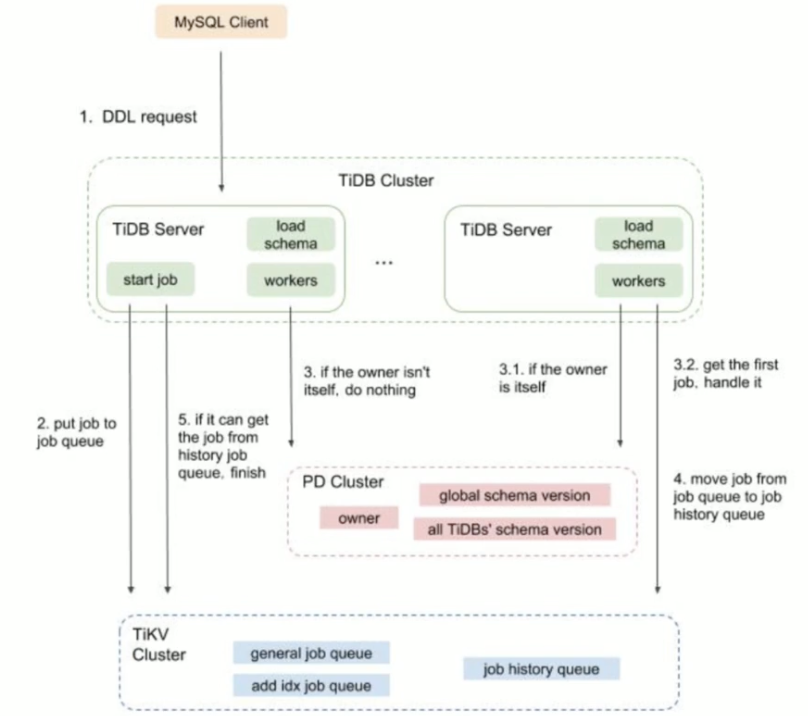 MySQL Client
1. DDL request
TiDB Cluster
TiDB Server
load
schema
start job
workers
...
TiDB Server
load
schema
workers
2. put job to
job queue
5. if it can get
the job from
history job
queue, finish
3. if the owner isn't
itself, do nothing
3.1. if the owner
is itself
3.2. get the first
job, handle it
4. move job from
job queue to job
history queue
PD Cluster
owner
global schema version
all TiDBs' schema version
TiKV
Cluster
general job queue
add idx job queue
job history queue